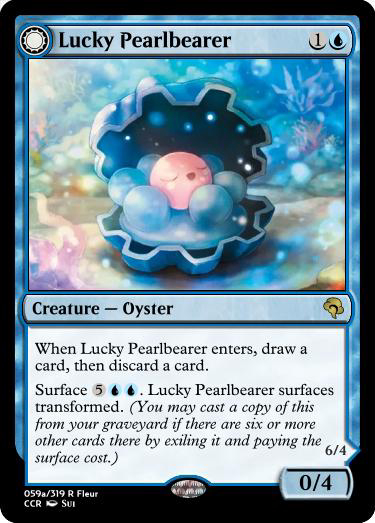 Lucky Pearlbearer 1
Creature — Oyster
When Lucky Pearlbearer enters, draw a
card, then discard a card.
Surface 5. Lucky Pearlbearer surfaces
transformed. (You may cast a copy of this
from your graveyard if there are six or more
other cards there by exiling it and paying the
surface cost.)
6/4
0/4
059a/319 R Fleur
CCR SUI